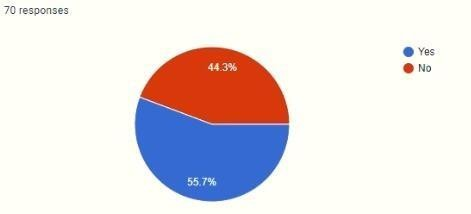 70 responses
Yes
No
44.3%
55.7%